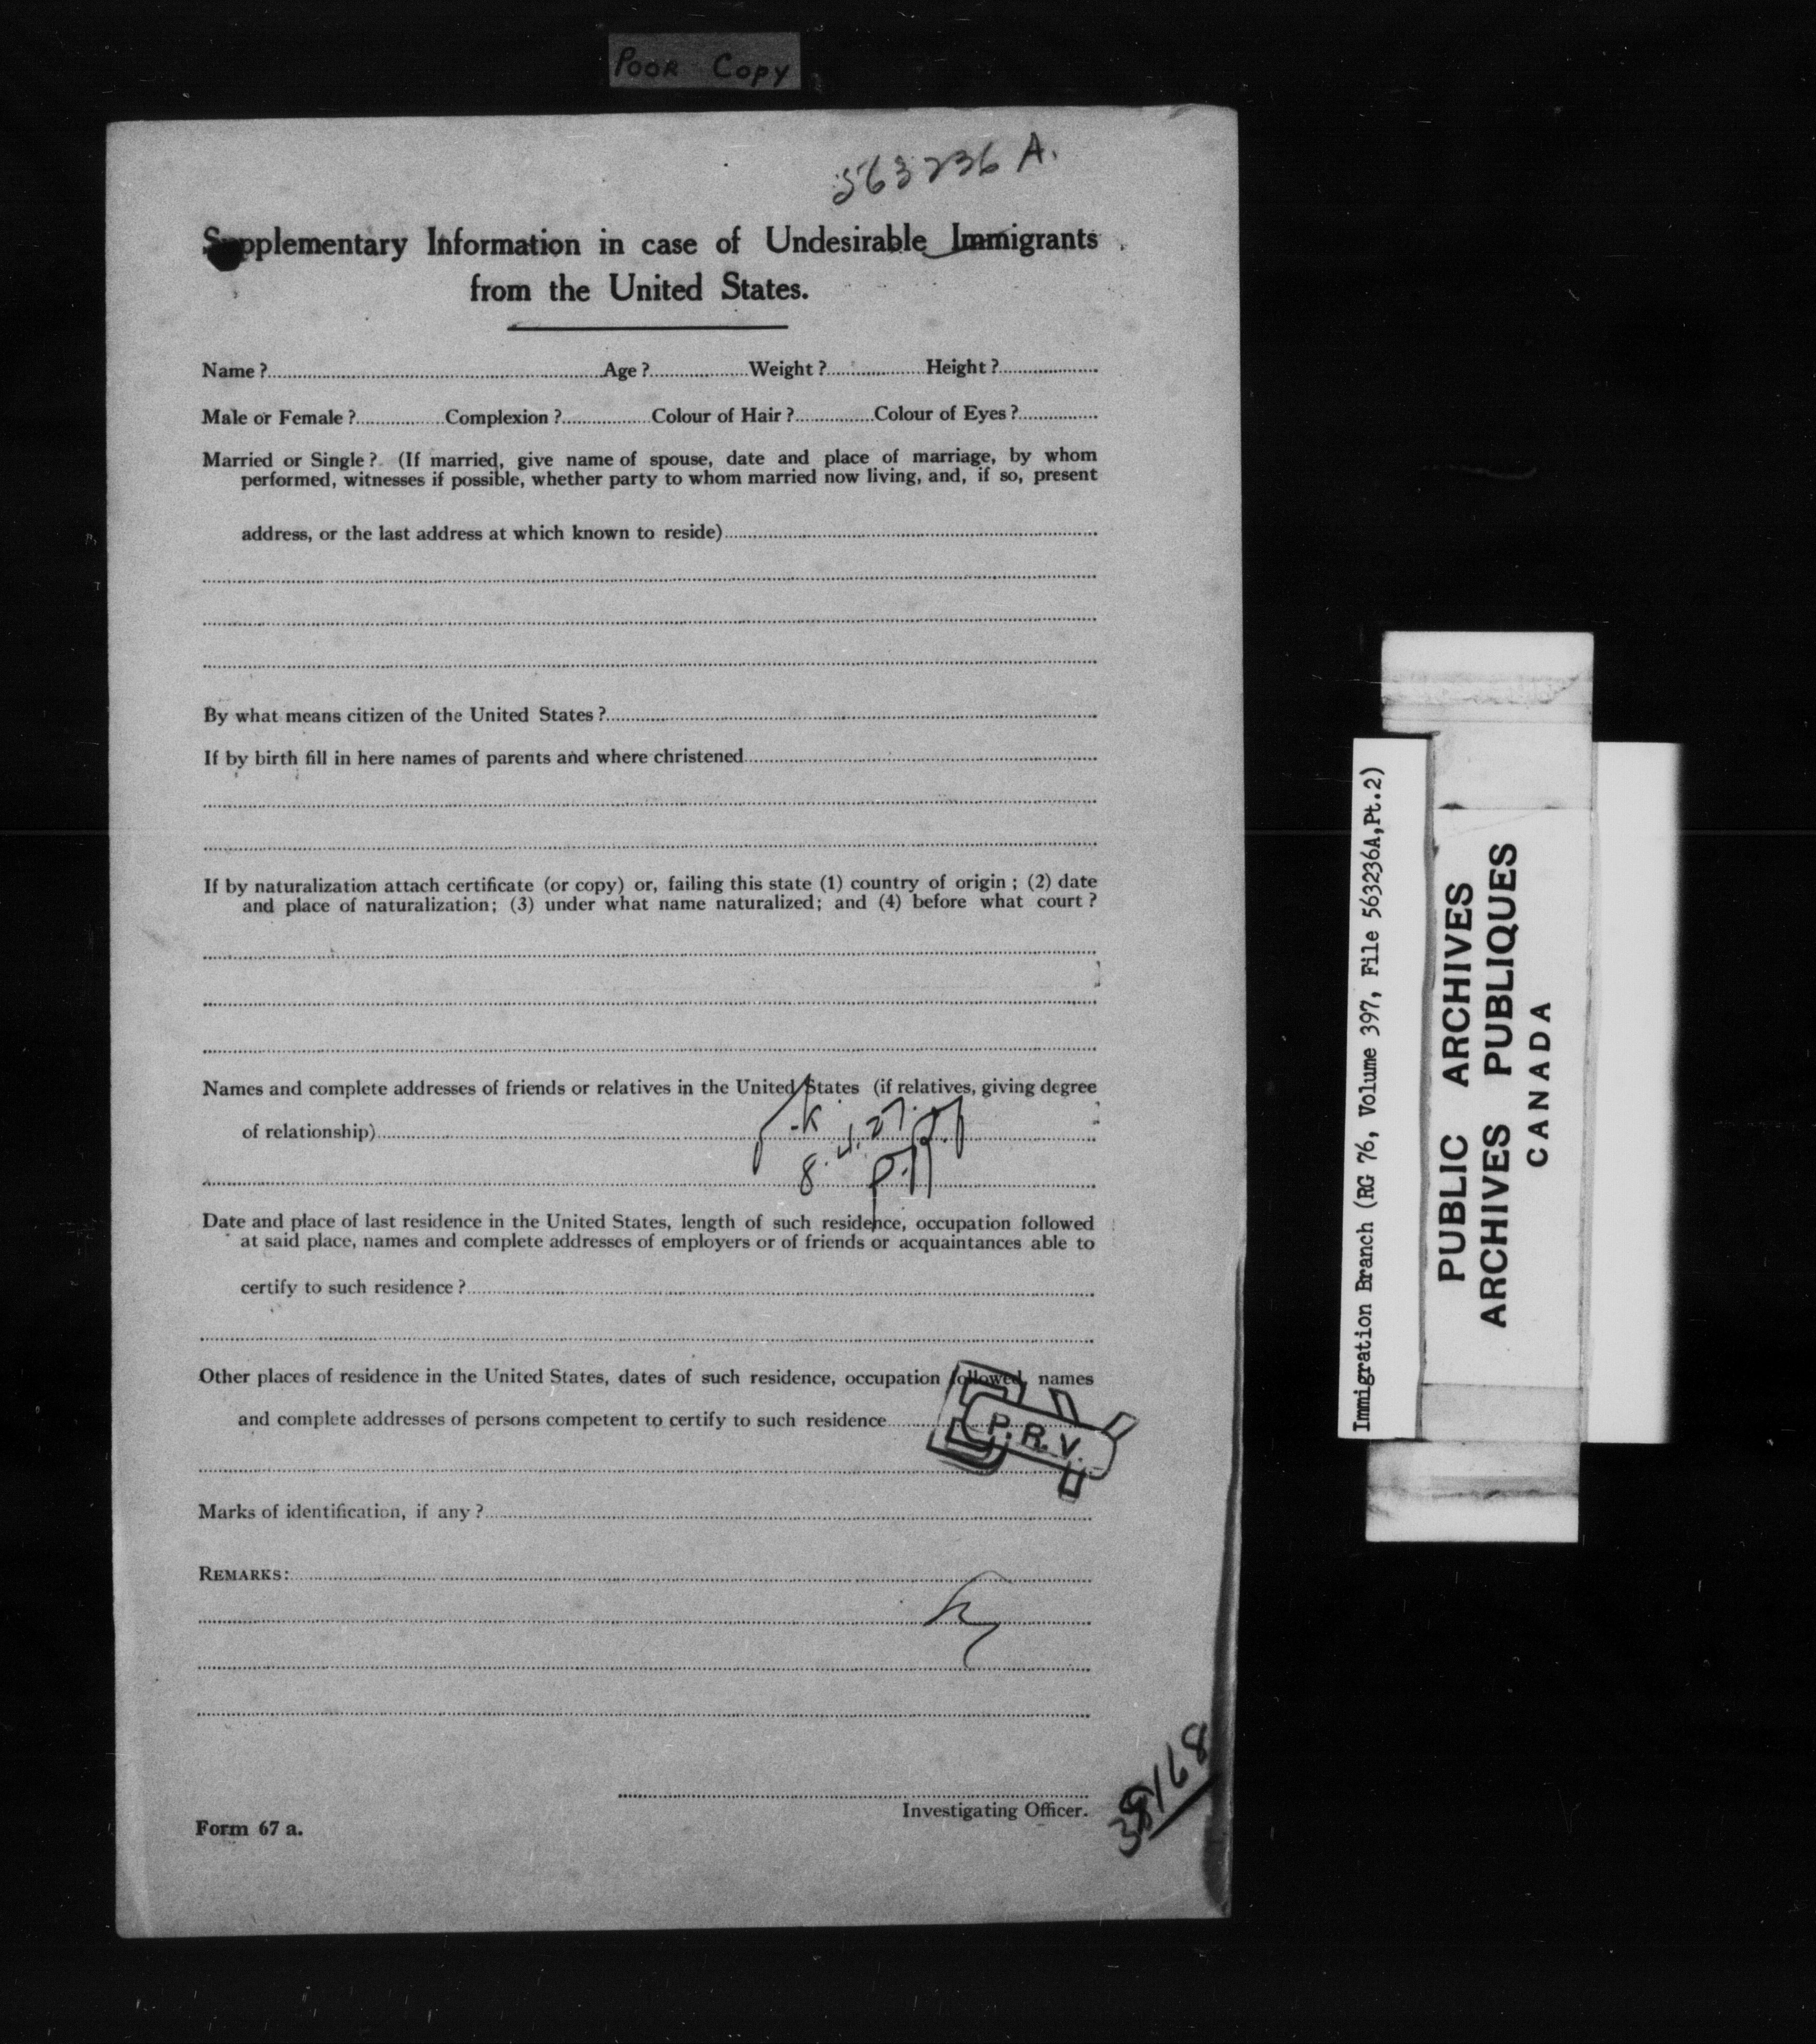 POOR COPY
563236 A.
Supplementary Information in case of Undesirable Immigrants
from the United States.
Name ? Age ? Weight ? Height ?
Male or Female ? Complexion ? Colour of Hair ? Colour of Eyes ?
Married or Single ? (If married, give name of spouse, date and place of marriage, by whom
performed, witnesses if possible, whether party to whom married now living, and, if so, present
address, or the last address at which known to reside)
By what means citizen of the United States ?
If by birth fill in here names of parents and where christened
If by naturalization attach certificate (or copy) or, failing this state (1) country of origin ; (2) date
and place of naturalization; (3) under what name naturalized; and (4) before what court ?
Names and complete addresses of friends or relatives in the United States (if relatives, giving degree
of relationship)
8.4.27
Date and place of last residence in the United States, length of such residence, occupation followed
at said place, names and complete addresses of employers or of friends or acquaintances able to
certify to such residence ?
Other places of residence in the United States, dates of such residence, occupation followed, names
and complete addresses of persons competent to certify to such residence
P.R.V.
Marks of identification, if any ?
REMARKS:
Investigating Officer.
Form 67 a.
38168
Immigration Branch (RG 76, Volume 397, File 563236A,Pt.2)
PUBLIC ARCHIVES
ARCHIVES PUBLIQUES
CANADA